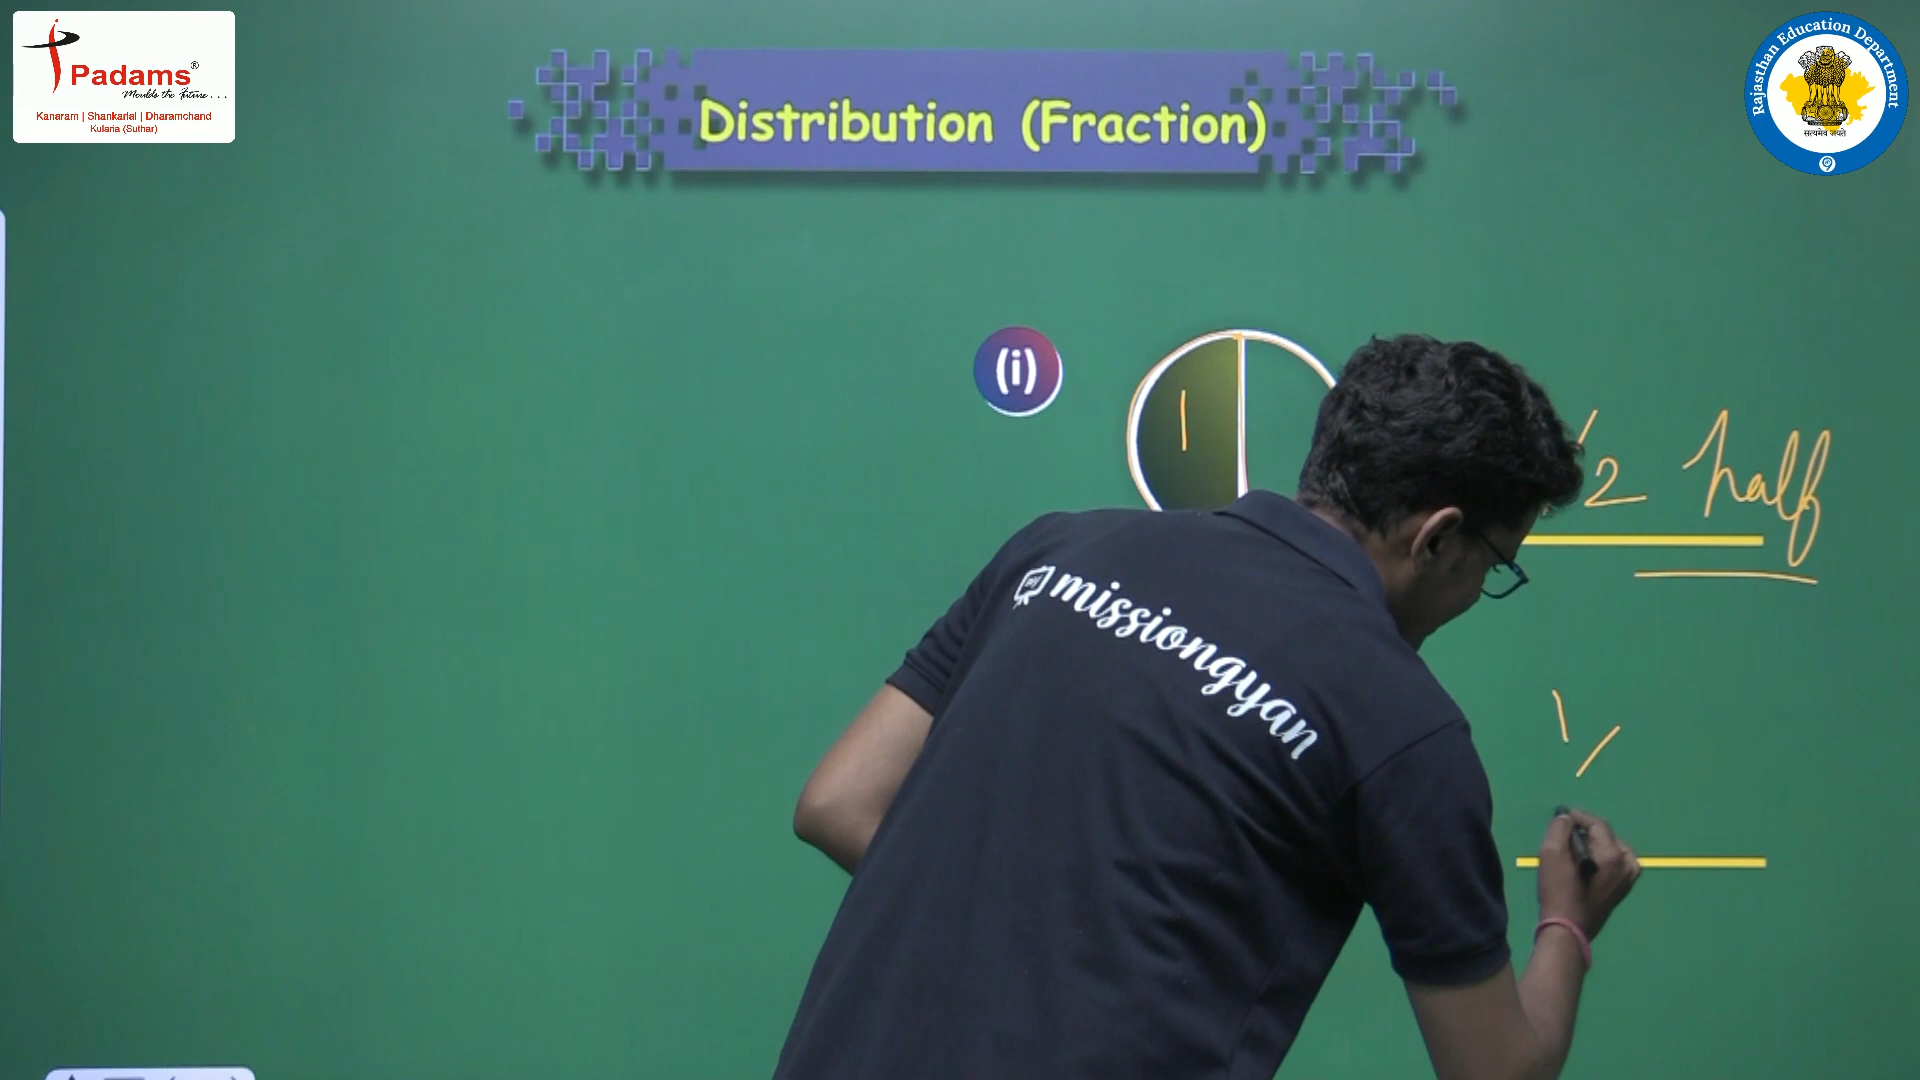 Padams®
Moulds the Future...
Kanaram | Shankarlal | Dharamchand
Kularia (Suthar)
Rajasthan Education Department
सत्यमेव जयते
Distribution (Fraction)
(i)
1
/2 half
missiongyan
1/